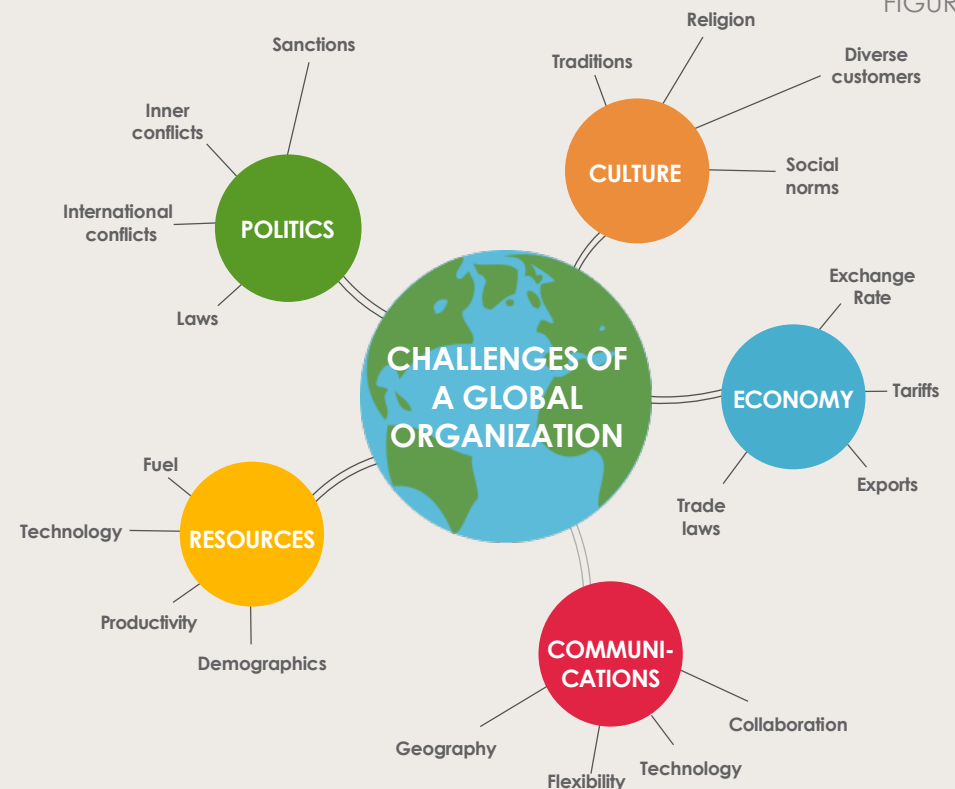 FIGUR
Sanctions
Inner
conflicts
International
conflicts
Laws
POLITICS
Religion
Traditions
Diverse
customers
Social
norms
CULTURE
CHALLENGES OF
A GLOBAL
ORGANIZATION
Exchange
Rate
Tariffs
Exports
Trade
laws
ECONOMY
Fuel
Technology
Productivity
Demographics
RESOURCES
COMMUNI-
CATIONS
Geography
Flexibility
Technology
Collaboration